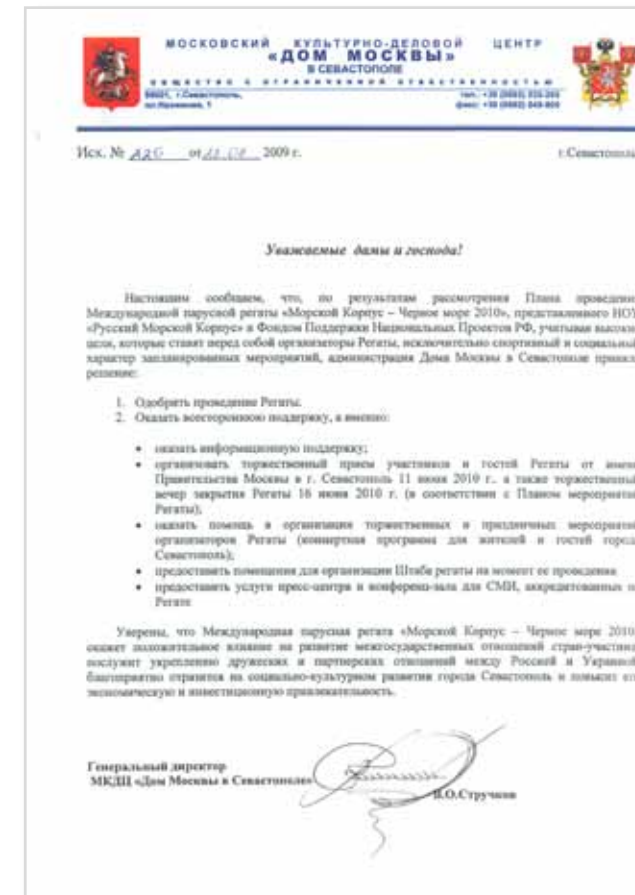 МОСКОВСКИЙ КУЛЬТУРНО-ДЕЛОВОЙ ЦЕНТР
«ДОМ МОСКВЫ»
В СЕВАСТОПОЛЕ
ОБЩЕСТВО С ОГРАНИЧЕННОЙ ОТВЕТСТВЕННОСТЬЮ
Исх. № 226 от 2009 г. г.Севастополь
Уважаемые дамы и господа!
Настоящим сообщаем, что, по результатам рассмотрения Плана проведени
Международной парусной регаты «Морской Корпус – Черное море 2010», представленного НОУ
«Русский Морской Корпус» и Фондом Поддержки Национальных Проектов РФ, учитывая высокие
цели, которые ставят перед собой организаторы Регаты, исключительно спортивный и социальный
характер запланированных мероприятий, администрация Дома Москвы в Севастополе принял
решение:
1. Одобрить проведение Регаты.
2. Оказать всестороннюю поддержку, а именно:
• оказать информационную поддержку;
• организовать торжественный прием участников и гостей Регаты от имени
Правительства Москвы в г. Севастополь 11 июня 2010 г., а также торжественный
вечер закрытия Регаты 16 июня 2010 г. (в соответствии с Планом мероприяти
Регаты);
• оказать помощь в организации торжественных и праздничных мероприяти
организаторов Регаты (концертная программа для жителей и гостей города
Севастополь);
• предоставить помещения для организации Штаба регаты на момент ее проведения
• предоставить услуги пресс-центра и конференц-зала для СМИ, аккредитованных н
Регате
Уверены, что Международная парусная регата «Морской Корпус – Черное море 2010
окажет положительное влияние на развитие межгосударственных отношений стран-участниц
послужит укреплению дружеских и партнерских отношений между Россией и Украиной
благоприятно отразится на социально-культурном развитии города Севастополь и повысит ег
экономическую и инвестиционную привлекательность.
Генеральный директор
МКДЦ «Дом Москвы в Севастополе»
В.О.Стручков